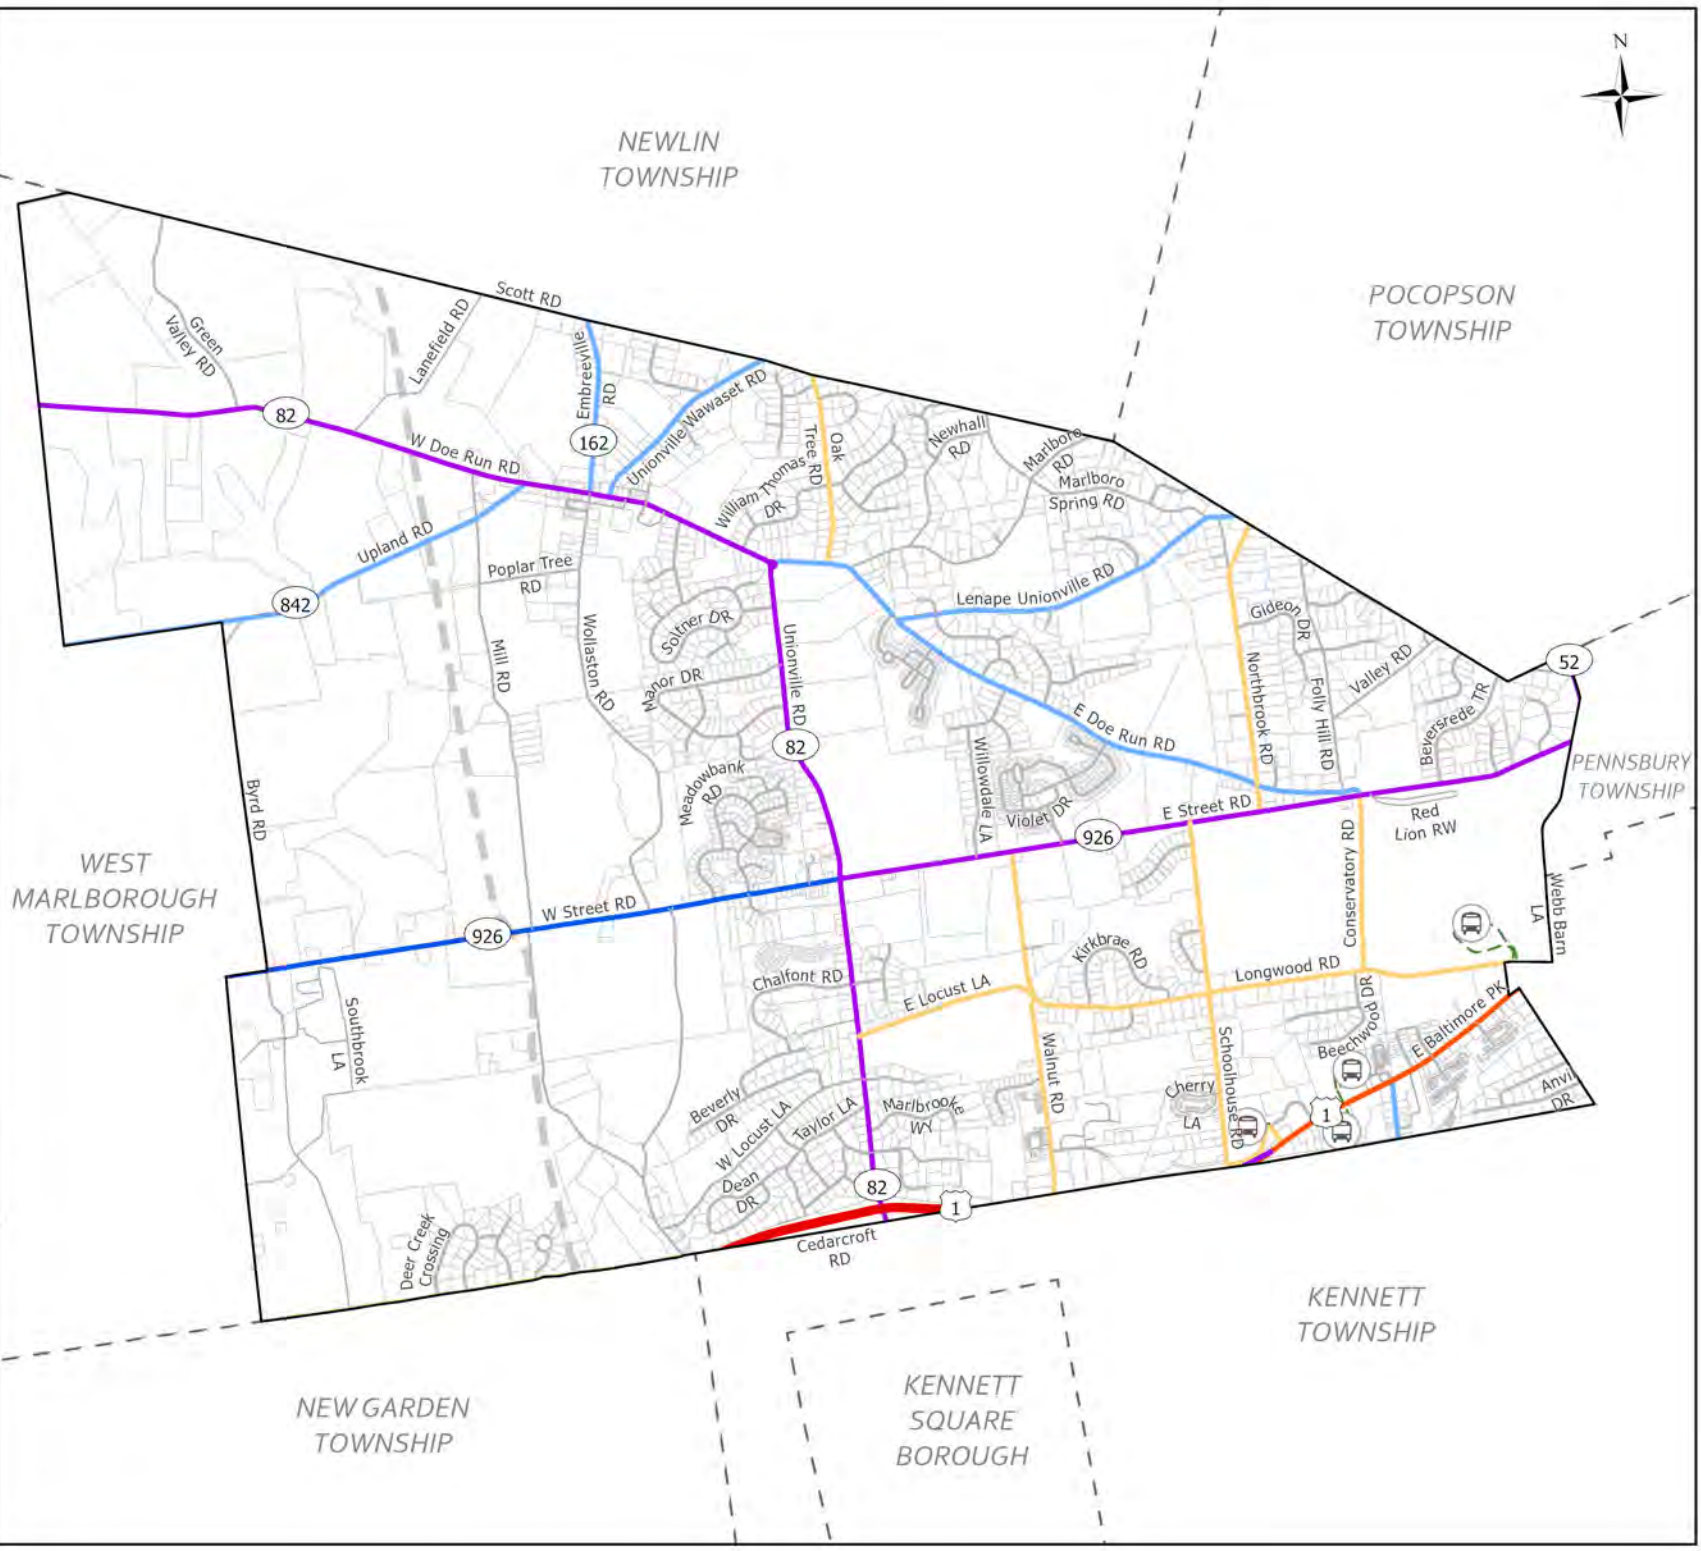 N
NEWLIN
TOWNSHIP
POCOPSON
TOWNSHIP
Scott RD
Green
Valley RD
Lanefield RD
Embreeville
RD
Unionville Wawaset RD
82
W Doe Run RD
162
Oak
Tree RD
William Thomas
DR
Newhall
RD
Marlboro
RD
Marlboro
Spring RD
Upland RD
Poplar Tree
RD
842
Lenape Unionville RD
Soltner DR
Gideon
DR
Mill RD
Wollaston RD
Manor DR
Unionville RD
Northbrook RD
Folly Hill RD
Valley RD
52
Beversrede TR
82
E Doe Run RD
Willowdale LA
Meadowbank
RD
Byrd RD
Violet DR
E Street RD
926
Red
Lion RW
PENNSBURY
TOWNSHIP
WEST
MARLBOROUGH
TOWNSHIP
Conservatory RD
Webb Barn
LA
W Street RD
926
Kirkbrae RD
Chalfont RD
Longwood RD
E Locust LA
Southbrook
LA
Walnut RD
Schoolhouse RD
Beechwood DR
E Baltimore PK
Beverly
DR
W Locust LA
Taylor LA
Marlbrooke
WY
Cherry
LA
1
Anvil
DR
Dean
DR
82
1
Deer Creek
Crossing
Cedarcroft
RD
KENNETT
TOWNSHIP
NEW GARDEN
TOWNSHIP
KENNETT
SQUARE
BOROUGH